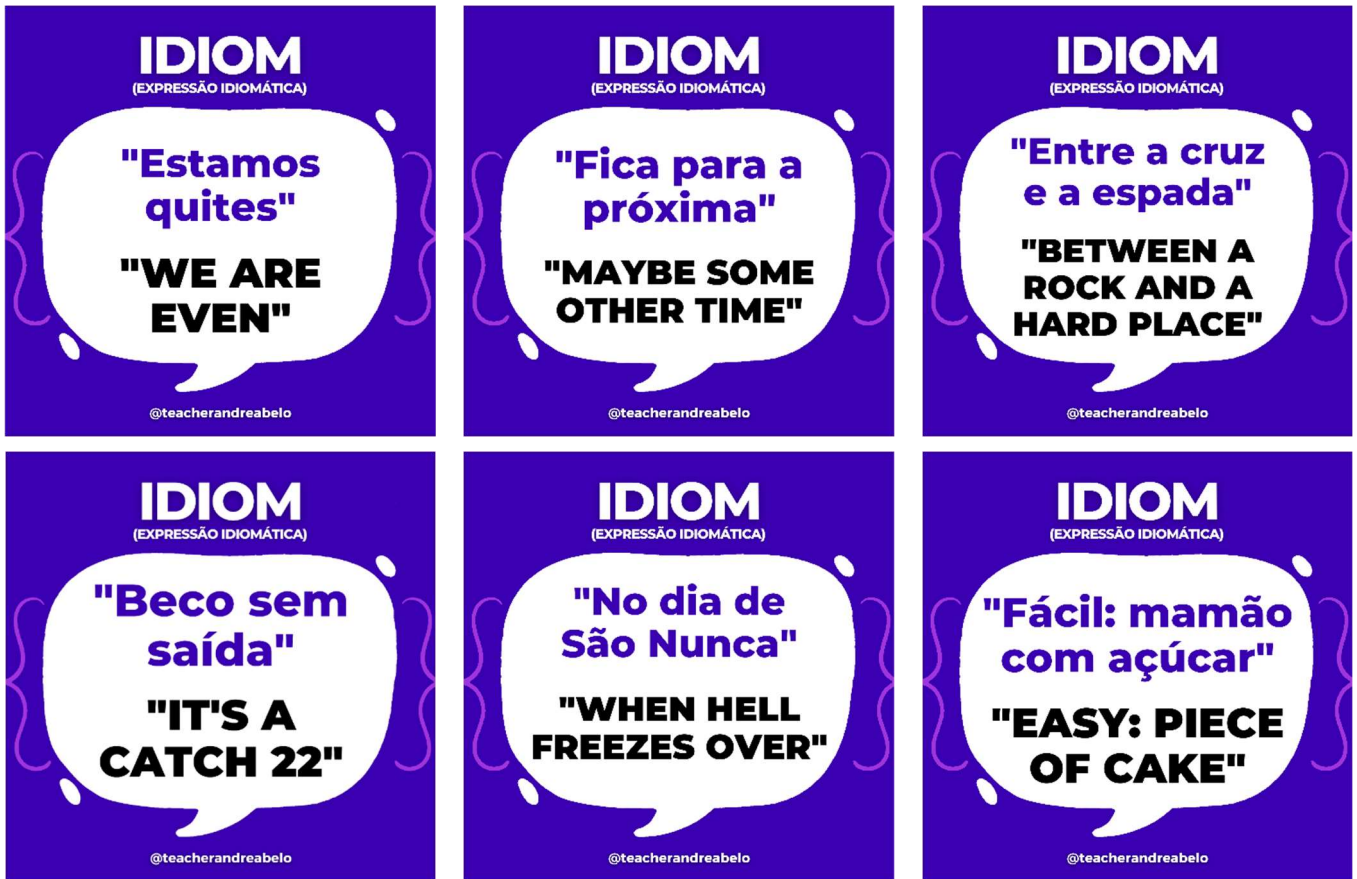 IDIOM
(EXPRESSÃO IDIOMÁTICA)
"Estamos
quites"
"WE ARE
EVEN"
@teacherandreabelo
IDIOM
(EXPRESSÃO IDIOMÁTICA)
"Fica para a
próxima"
"MAYBE SOME
OTHER TIME"
@teacherandreabelo
IDIOM
(EXPRESSÃO IDIOMÁTICA)
"Entre a cruz
e a espada"
"BETWEEN A
ROCK AND A
HARD PLACE"
@teacherandreabelo
IDIOM
(EXPRESSÃO IDIOMÁTICA)
"Beco sem
saída"
"IT'S A
CATCH 22"
@teacherandreabelo
IDIOM
(EXPRESSÃO IDIOMÁTICA)
"No dia de
São Nunca"
"WHEN HELL
FREEZES OVER"
@teacherandreabelo
IDIOM
(EXPRESSÃO IDIOMÁTICA)
"Fácil: mamão
com açúcar"
"EASY: PIECE
OF CAKE"
@teacherandreabelo